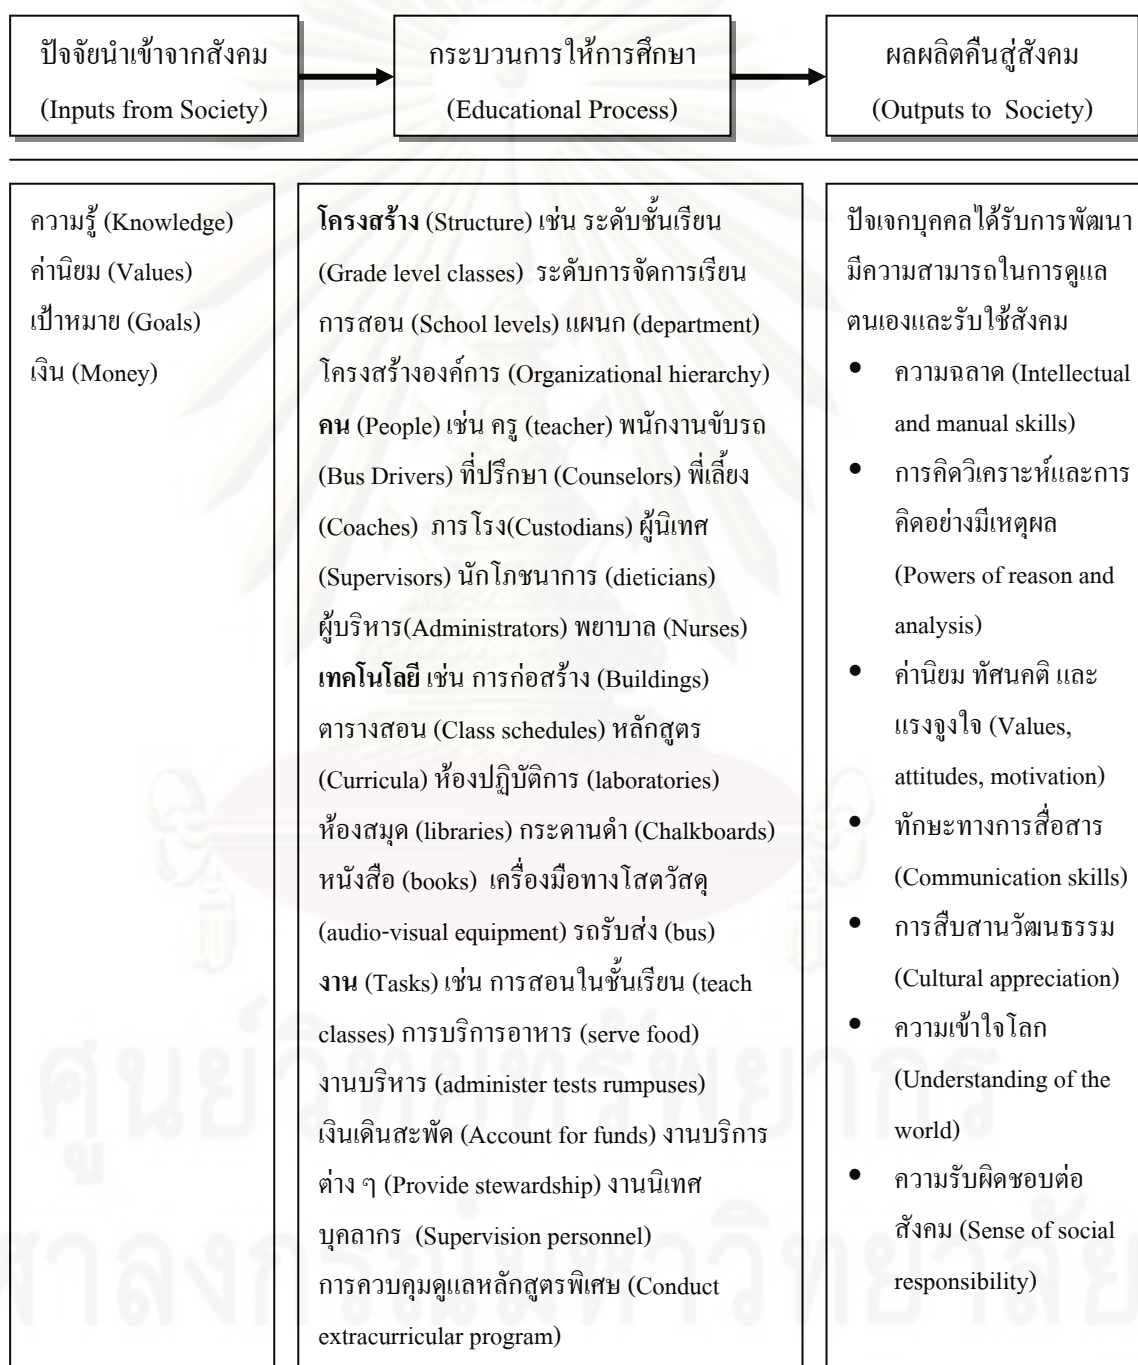 ปัจจัยนำเข้าจากสังคม
(Inputs from Society)
กระบวนการให้การศึกษา
(Educational Process)
ผลผลิตคืนสู่สังคม
(Outputs to Society)
ความรู้ (Knowledge)
ค่านิยม (Values)
เป้าหมาย (Goals)
เงิน (Money)
โครงสร้าง (Structure) เช่น ระดับชั้นเรียน
(Grade level classes) ระดับการจัดการเรียน
การสอน (School levels) แผนก (department)
โครงสร้างองค์การ (Organizational hierarchy)
คน (People) เช่น ครู (teacher) พนักงานขับรถ
(Bus Drivers) ที่ปรึกษา (Counselors) พี่เลี้ยง
(Coaches) ภารโรง(Custodians) ผู้นิเทศ
(Supervisors) นักโภชนาการ (dieticians)
ผู้บริหาร(Administrators) พยาบาล (Nurses)
เทคโนโลยี เช่น การก่อสร้าง (Buildings)
ตารางสอน (Class schedules) หลักสูตร
(Curricula) ห้องปฏิบัติการ (laboratories)
ห้องสมุด (libraries) กระดานดำ (Chalkboards)
หนังสือ (books) เครื่องมือทางโสตวัสดุ
(audio-visual equipment) รถรับส่ง (bus)
งาน (Tasks) เช่น การสอนในชั้นเรียน (teach
classes) การบริการอาหาร (serve food)
งานบริหาร (administer tests rumpuses)
เงินเดินสะพัด (Account for funds) งานบริการ
ต่าง ๆ (Provide stewardship) งานนิเทศ
บุคลากร (Supervision personnel)
การควบคุมดูแลหลักสูตรพิเศษ (Conduct
extracurricular program)
ปัจเจกบุคคลได้รับการพัฒนา
มีความสามารถในการดูแล
ตนเองและรับใช้สังคม
• ความฉลาด (Intellectual
and manual skills)
• การคิดวิเคราะห์และการ
คิดอย่างมีเหตุผล
(Powers of reason and
analysis)
• ค่านิยม ทัศนคติ และ
แรงจูงใจ (Values,
attitudes, motivation)
• ทักษะทางการสื่อสาร
(Communication skills)
• การสืบสานวัฒนธรรม
(Cultural appreciation)
• ความเข้าใจโลก
(Understanding of the
world)
• ความรับผิดชอบต่อ
สังคม (Sense of social
responsibility)
ศูนย์วิทยทรัพยากร
จุฬาลงกรณ์มหาวิทยาลัย